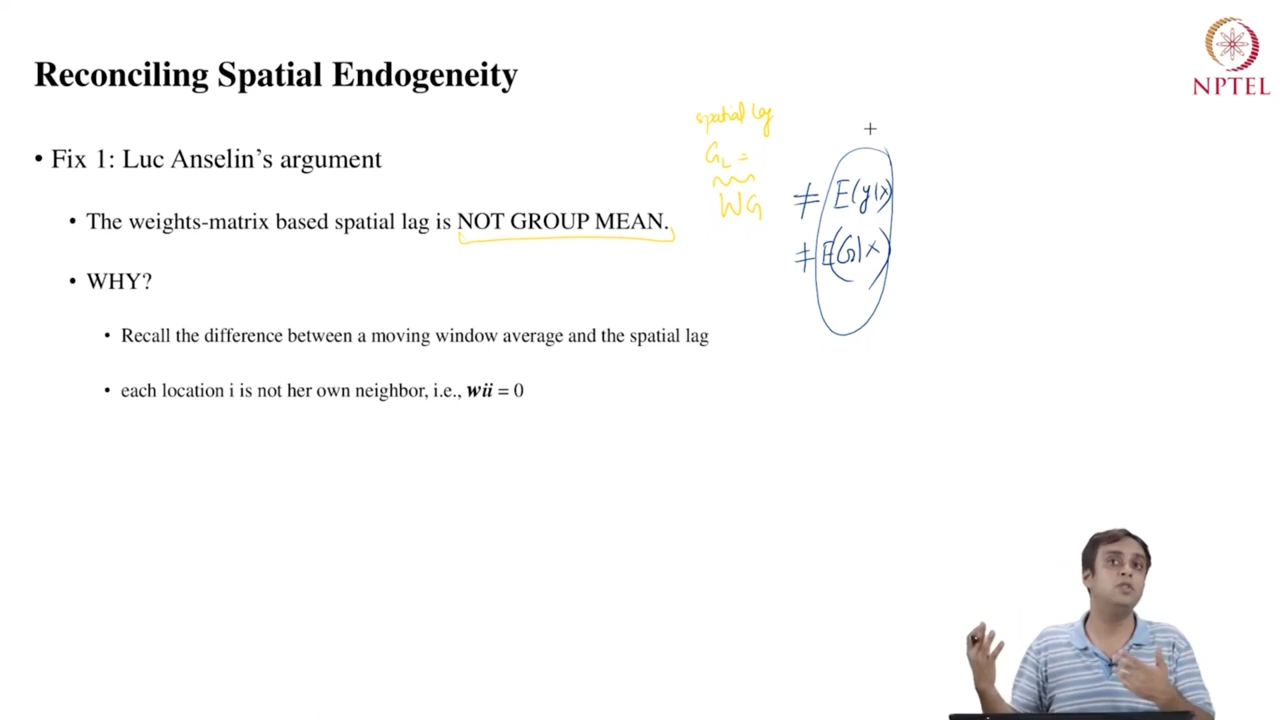 Reconciling Spatial Endogeneity
NPTEL
• Fix 1: Luc Anselin's argument
• The weights-matrix based spatial lag is NOT GROUP MEAN.
• WHY?
• Recall the difference between a moving window average and the spatial lag
• each location i is not her own neighbor, i.e., wii = 0
spatial lag
G_L =
WG
≠ E(y|x)
≠ E(G|x)